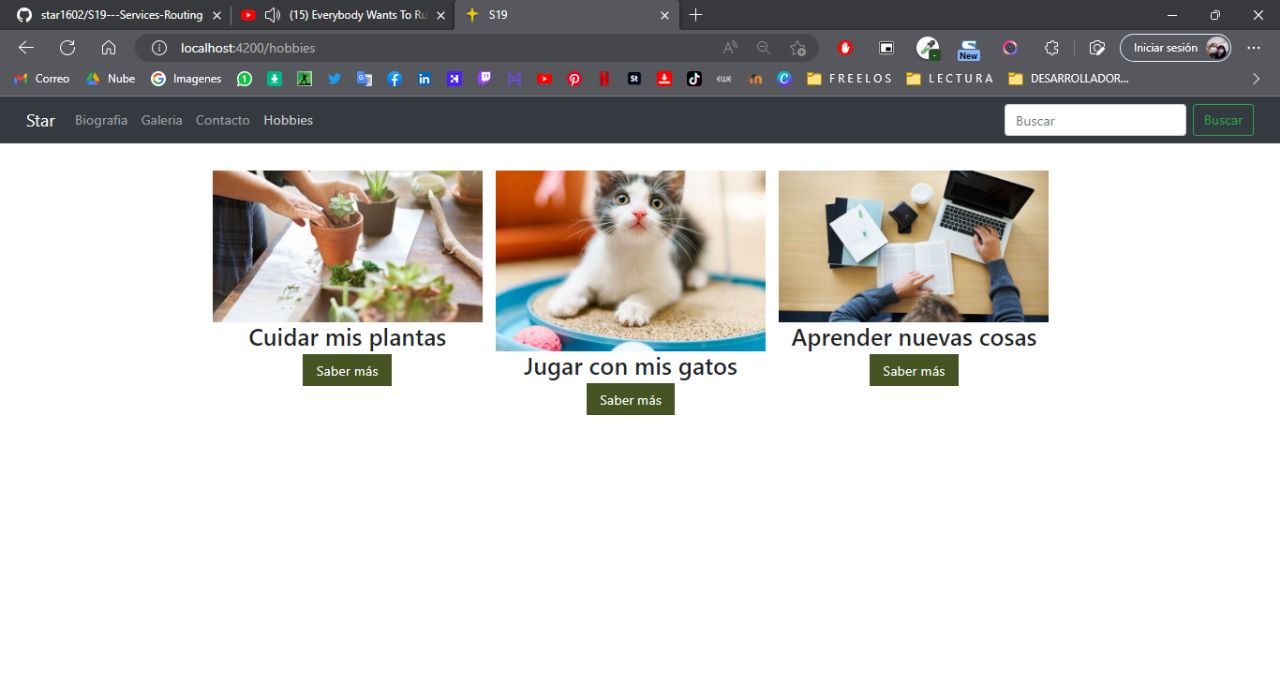 star1602/S19---Services-Routing
(15) Everybody Wants To Ru
S19
localhost:4200/hobbies
New
Iniciar sesión
Correo
Nube
Imagenes
FREELOS
LECTURA
DESARROLLADOR...
Star
Biografia
Galeria
Contacto
Hobbies
Buscar
Buscar
Cuidar mis plantas
Saber más
Jugar con mis gatos
Saber más
Aprender nuevas cosas
Saber más